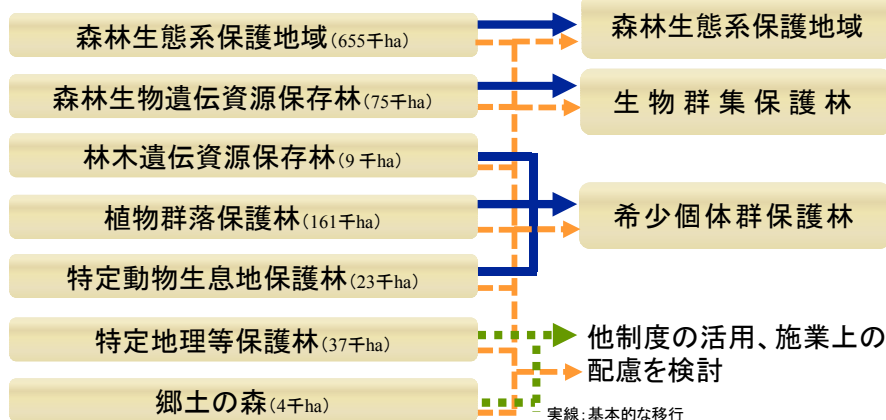 森林生態系保護地域(655千ha)
森林生物遺伝資源保存林(75千ha)
林木遺伝資源保存林(9 千ha)
植物群落保護林(161千ha)
特定動物生息地保護林(23千ha)
特定地理等保護林(37千ha)
郷土の森(4千ha)
森林生態系保護地域
生物群集保護林
希少個体群保護林
他制度の活用、施業上の
配慮を検討
実線:基本的な移行